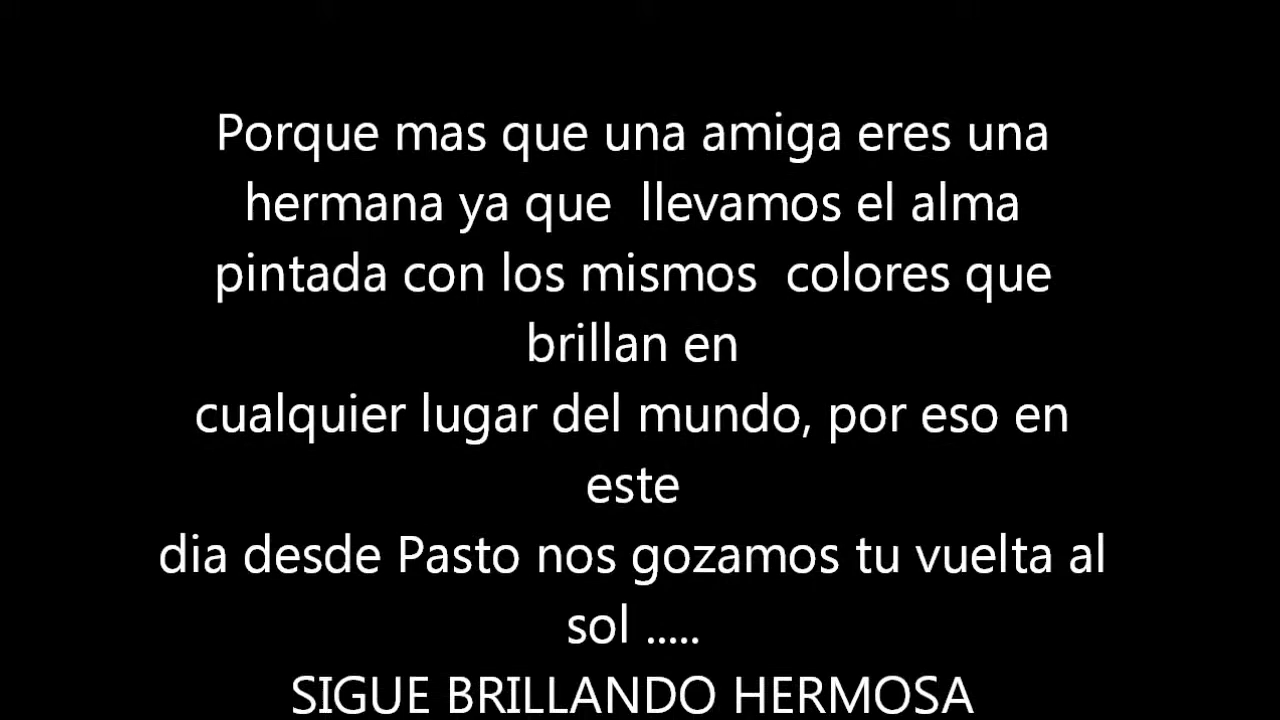 Porque mas que una amiga eres una
hermana ya que  llevamos el alma
pintada con los mismos  colores que
brillan en
cualquier lugar del mundo, por eso en
este
dia desde Pasto nos gozamos tu vuelta al
sol .....
SIGUE BRILLANDO HERMOSA